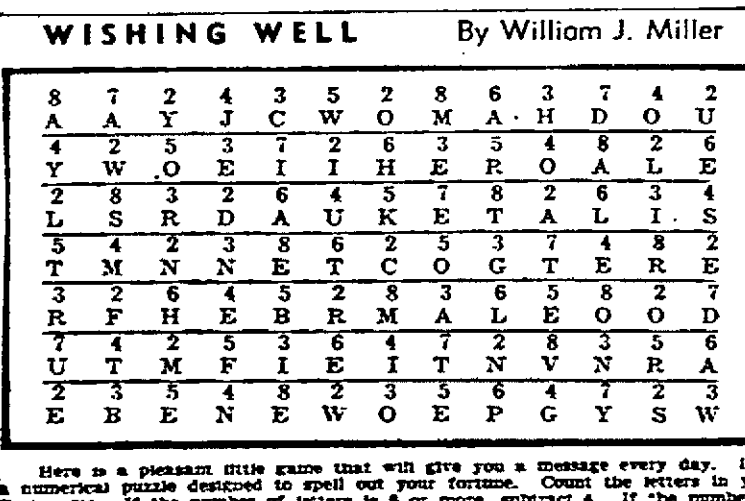 WISHING WELL By William J. Miller
8 7 2 4 3 5 2 8 6 3 7 4 2
A A Y J C W O M A H D O U
4 2 5 3 7 2 6 3 5 4 8 2 6
Y W O E I I H E R O A L E
2 8 3 2 6 4 5 7 8 2 6 3 4
L S R D A U K E T A L I S
5 4 2 3 8 6 2 5 3 7 4 8 2
T M N N E T C O G T E R E
3 2 6 4 5 2 8 3 6 5 8 2 7
R F H E B R M A L E O O D
7 4 2 5 3 6 4 7 2 8 3 5 6
U T M F I E I T N V N R A
2 3 5 4 8 2 3 5 6 4 7 2 3
E B E N E W O E P G Y S W
Here is a pleasant little game that will give you a message every day.
a numerical puzzle designed to spell out your fortune. Count the letters in
If the number of letters is 6 or more, subtract 4. If the number